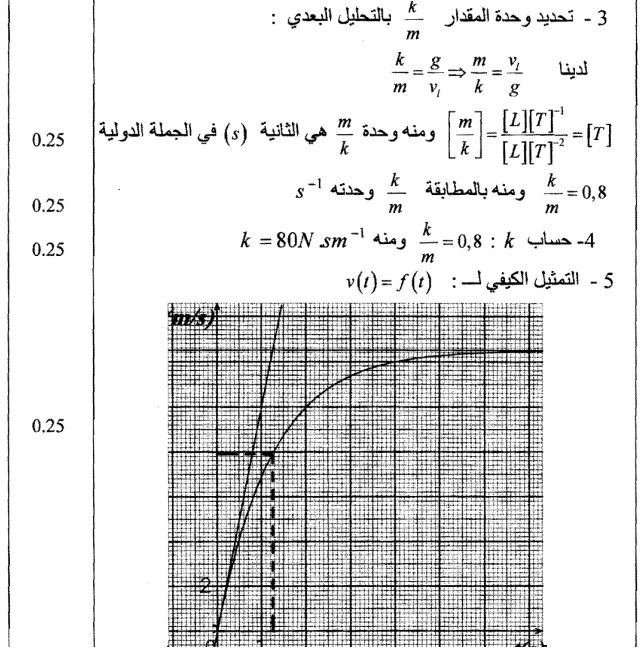 3 - تحديد وحدة المقدار k/m بالتحليل البعدي :
لدينا k/m = g/v_l ⇒ m/k = v_l/g
[m/k] = [L][T]^-1 / [L][T]^-2 = [T] ومنه وحدة m/k هي الثانية (s) في الجملة الدولية 0.25
k/m = 0,8 ومنه بالمطابقة k/m وحدته s^-1 0.25
4- حساب k : k/m = 0,8 ومنه k = 80N .sm^-1 0.25
5 - التمثيل الكيفي لـ : v(t) = f(t)
m/s)
0.25
2
0